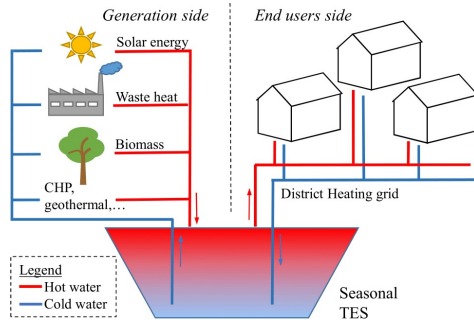 Generation side
End users side
Solar energy
Waste heat
Biomass
CHP,
geothermal,...
District Heating grid
Legend
Hot water
Cold water
Seasonal
TES